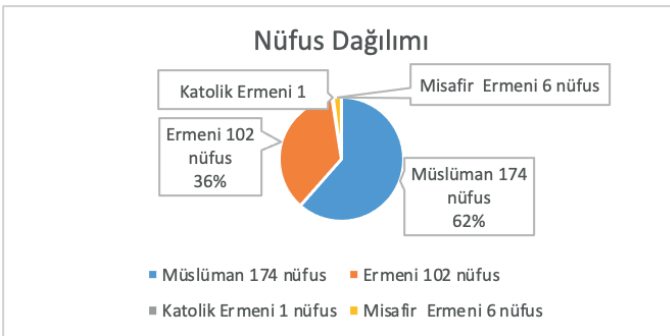 Nüfus Dağılımı
Katolik Ermeni 1
Misafir Ermeni 6 nüfus
Ermeni 102
nüfus
36%
Müslüman 174
nüfus
62%
Müslüman 174 nüfus
Ermeni 102 nüfus
Katolik Ermeni 1 nüfus
Misafir Ermeni 6 nüfus